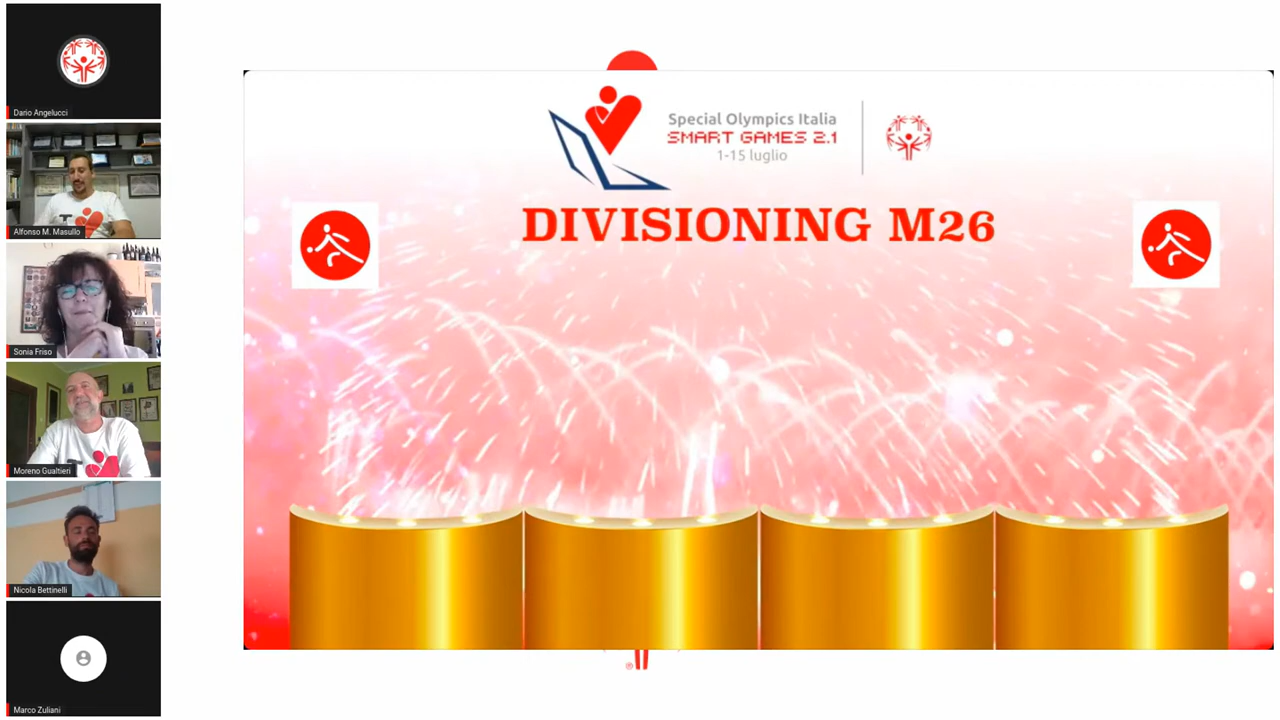 Dario Angelucci
Alfonso M. Masullo
Sonia Friso
Moreno Gualtieri
Nicola Bettinelli
Marco Zuliani
Special Olympics Italia
SMART GAMES 2.1
1-15 luglio
DIVISIONING M26